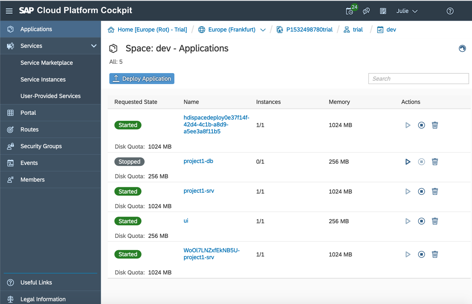 SAP Cloud Platform Cockpit
24
Julie
Applications
Services
Service Marketplace
Service Instances
User-Provided Services
Portal
Routes
Security Groups
Events
Members
Useful Links
Legal Information
Home [Europe (Rot) - Trial] / Europe (Frankfurt) / P1532498780trial / trial / dev
Space: dev - Applications
All: 5
Deploy Application
Search
Requested State Name Instances Memory Actions
Started hdispacedeploy0e37f14f-
42d4-4c1b-a8d9-
a5ee3a8f11b5 1/1 1024 MB
Disk Quota: 1024 MB
Stopped project1-db 0/1 256 MB
Disk Quota: 256 MB
Started project1-srv 1/1 1024 MB
Disk Quota: 1024 MB
Started ui 1/1 256 MB
Disk Quota: 256 MB
Started WoOl7LNZxfEkNB5U-
project1-srv 1/1 1024 MB
Disk Quota: 1024 MB